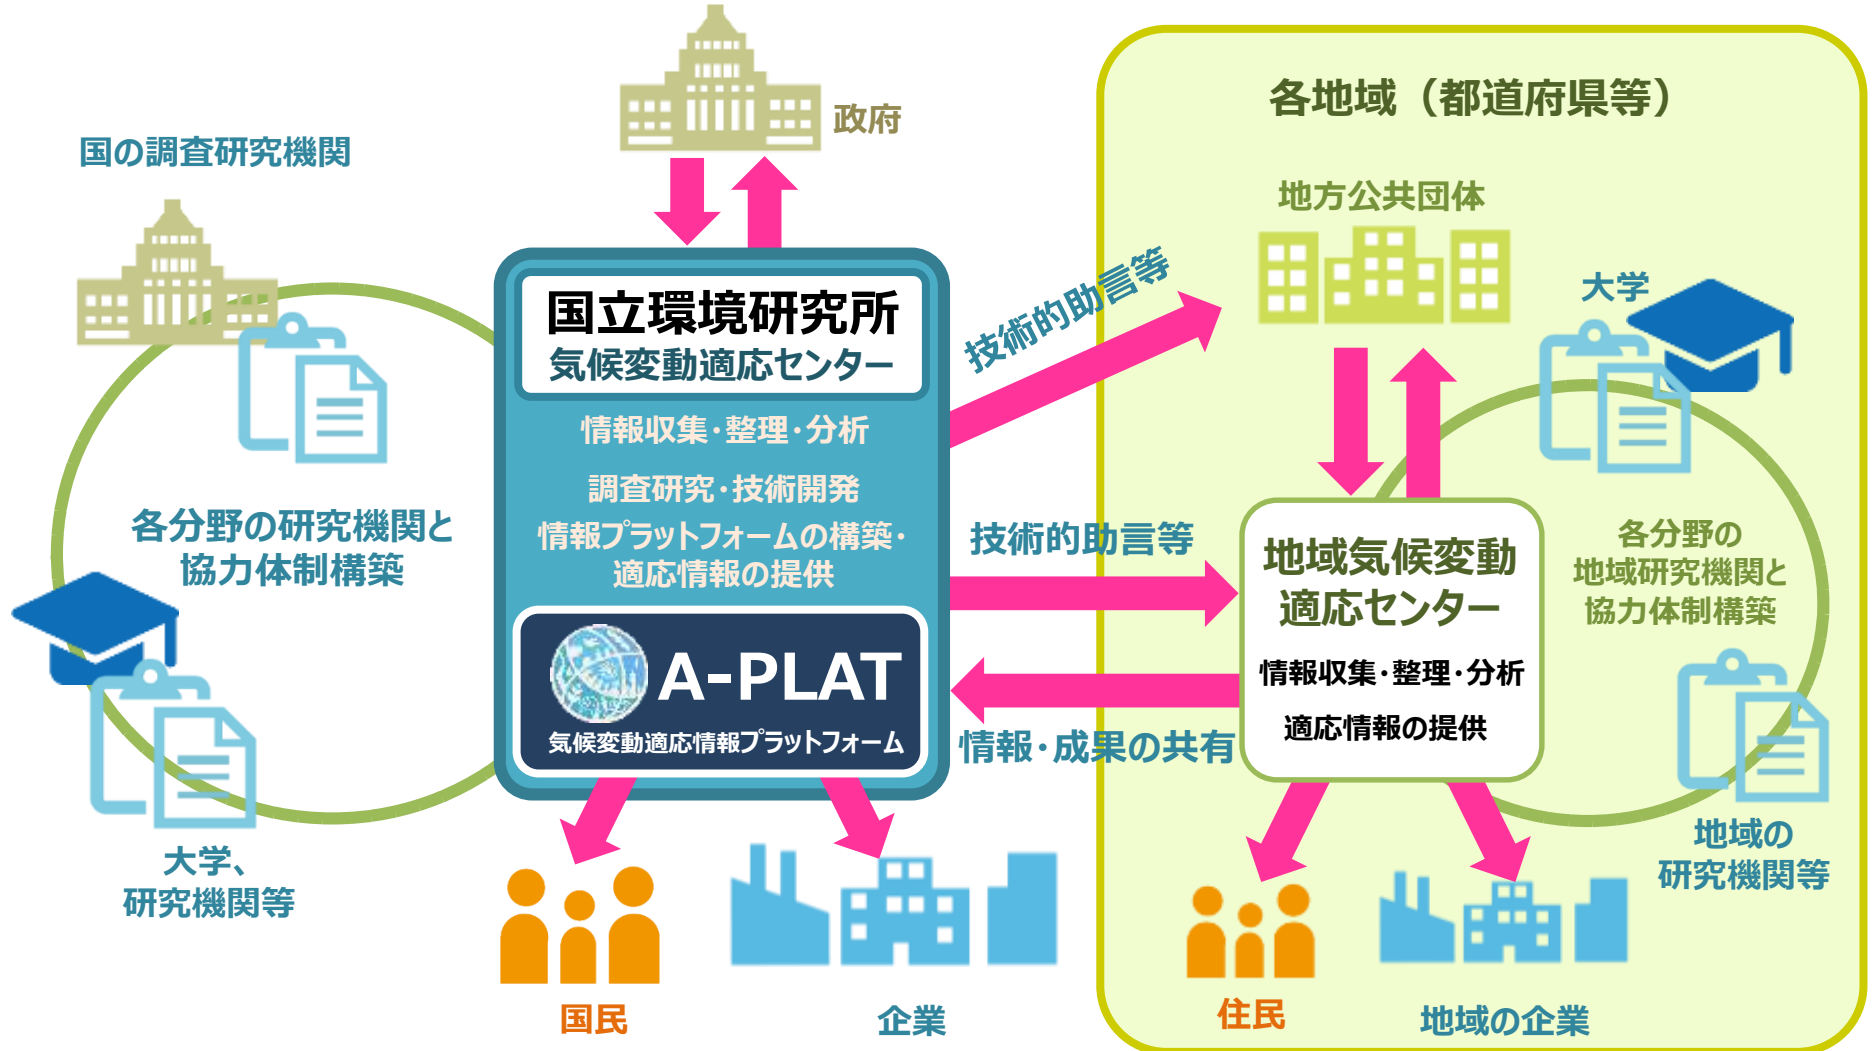 政府
国の調査研究機関
国立環境研究所
気候変動適応センター
情報収集・整理・分析
調査研究・技術開発
情報プラットフォームの構築・
適応情報の提供
A-PLAT
気候変動適応情報プラットフォーム
各分野の研究機関と
協力体制構築
大学、
研究機関等
国民
企業
技術的助言等
技術的助言等
情報・成果の共有
各地域（都道府県等）
地方公共団体
大学
地域気候変動
適応センター
情報収集・整理・分析
適応情報の提供
各分野の
地域研究機関と
協力体制構築
地域の
研究機関等
住民
地域の企業